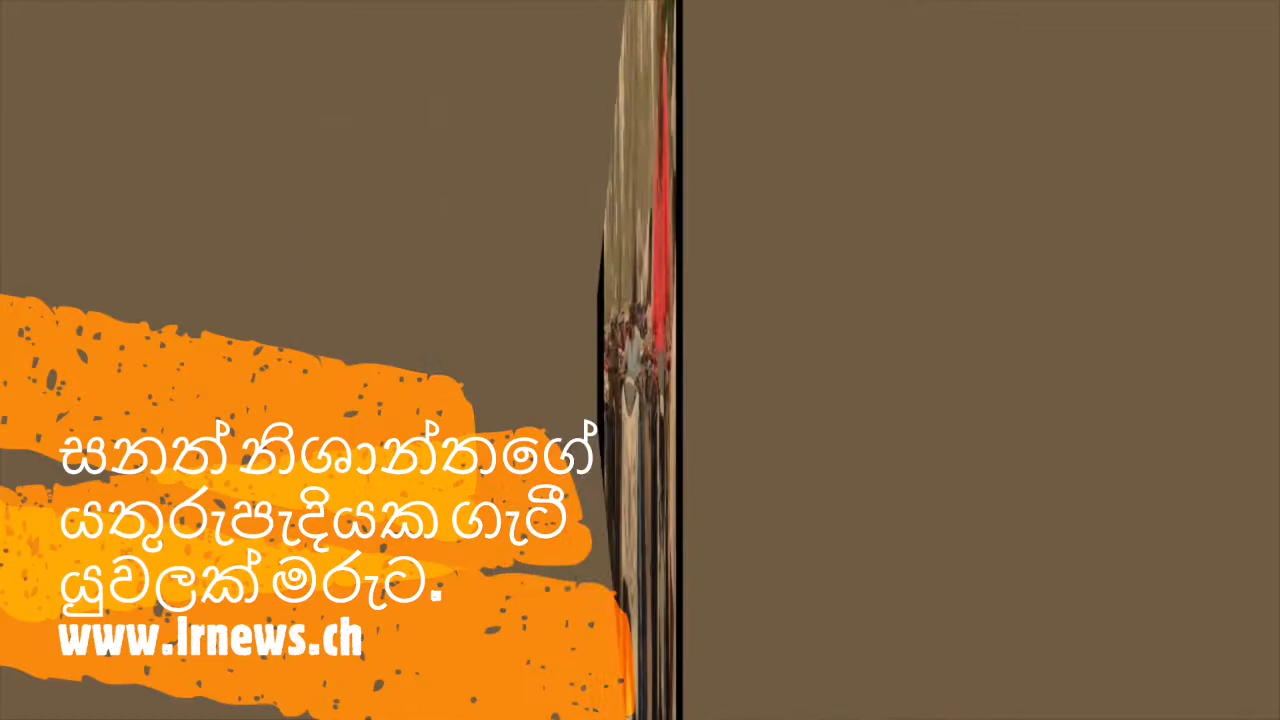 සනත් නිශාන්තගේ
යතුරුපැදියක ගැටී
යුවලක් මරුට.
www.lrnews.ch